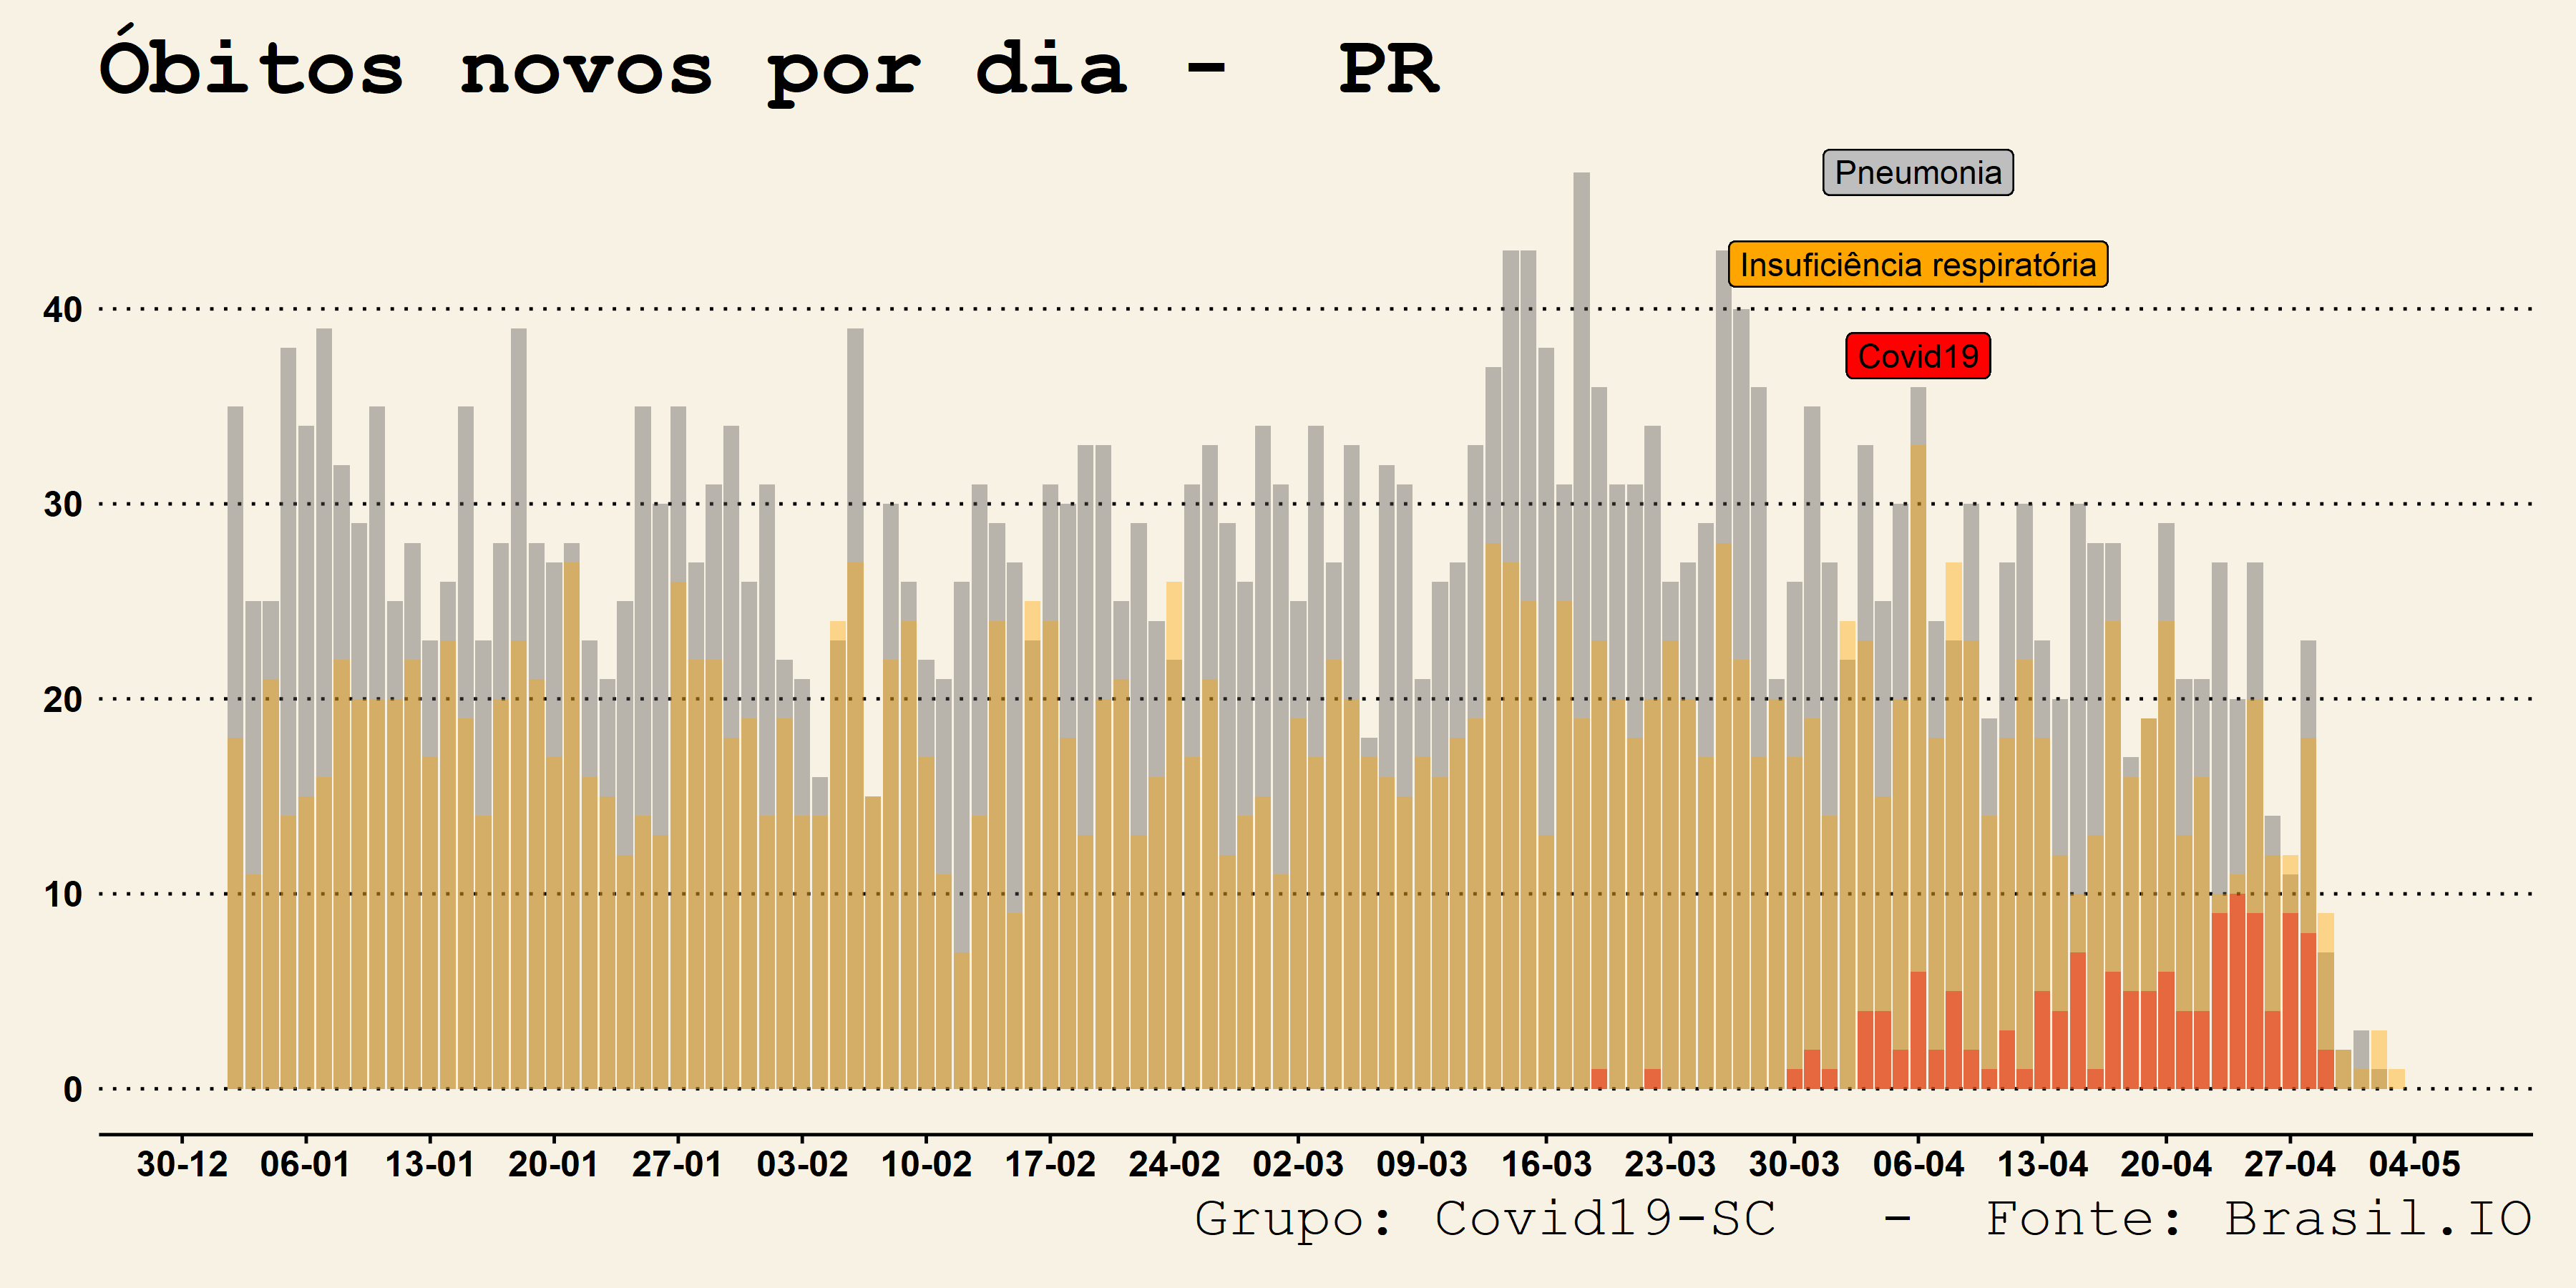 Óbitos novos por dia - PR
Pneumonia
Insuficiência respiratória
Covid19
40
30
20
10
0
30-12 06-01 13-01 20-01 27-01 03-02 10-02 17-02 24-02 02-03 09-03 16-03 23-03 30-03 06-04 13-04 20-04 27-04 04-05
Grupo: Covid19-SC - Fonte: Brasil.IO